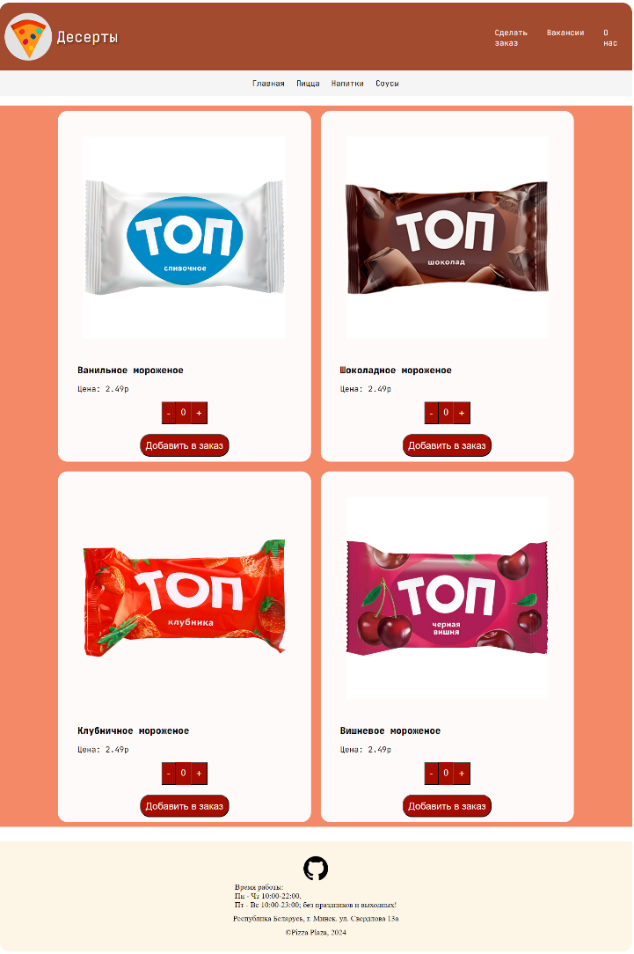 Десерты
Сделать заказ
Вакансии
О нас
Главная Пицца Напитки Соусы
ТОП
сливочное
Ванильное мороженое
Цена: 2.49р
- 0 +
Добавить в заказ
ТОП
шоколад
Шоколадное мороженое
Цена: 2.49р
- 0 +
Добавить в заказ
ТОП
клубника
Клубничное мороженое
Цена: 2.49р
- 0 +
Добавить в заказ
ТОП
черная
вишня
Вишневое мороженое
Цена: 2.49р
- 0 +
Добавить в заказ
Время работы:
Пн - Чт 10:00-22:00,
Пт - Вс 10:00-23:00; без праздников и выходных!
Республика Беларусь, г. Минск, ул. Свердлова 13а
©Pizza Plaza, 2024